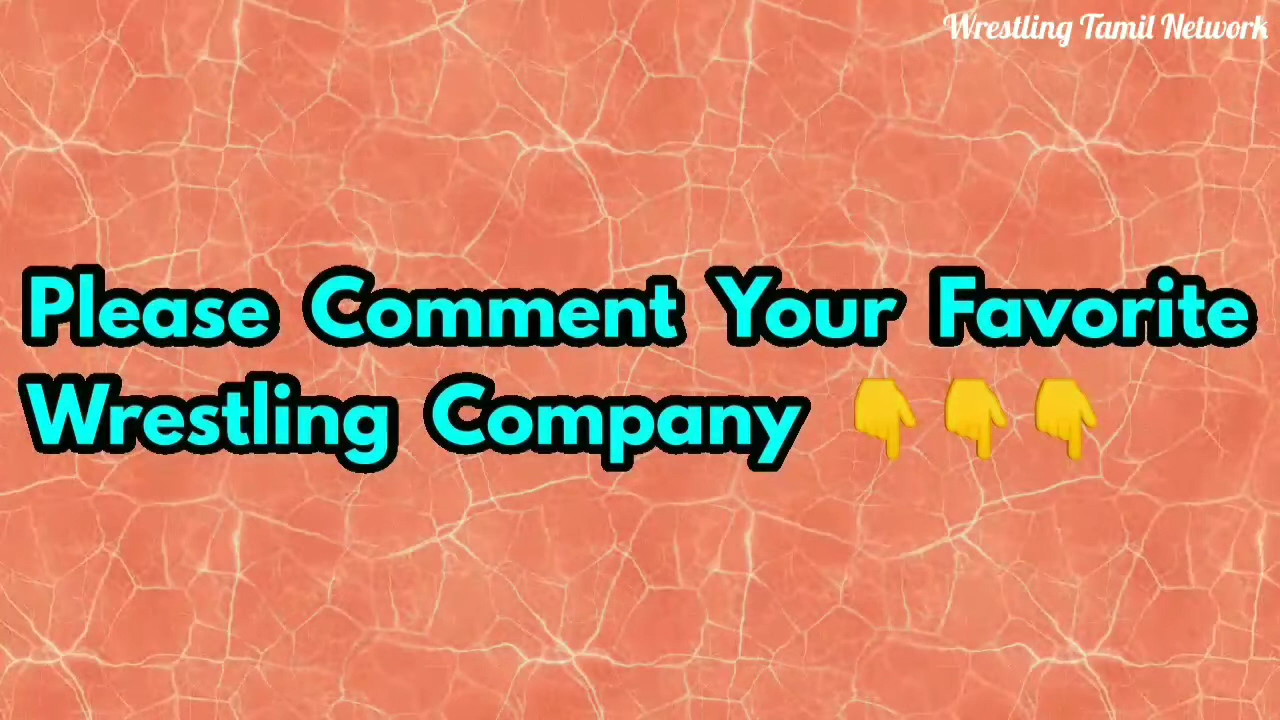 Wrestling Tamil Network
Please Comment Your Favorite
Wrestling Company 👇👇👇